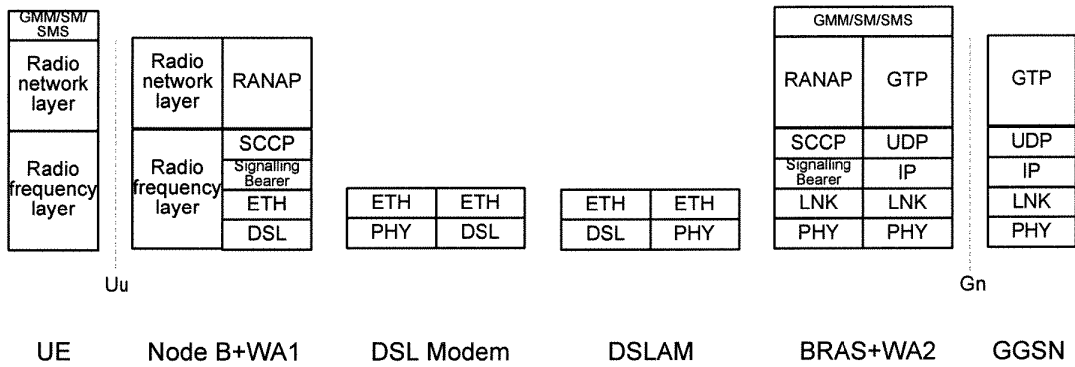 GMM/SM/
SMS
Radio
network
layer
Radio
frequency
layer
Radio
network
layer
RANAP
Radio
frequency
layer
SCCP
Signalling
Bearer
ETH
DSL
ETH
ETH
PHY
DSL
ETH
ETH
DSL
PHY
GMM/SM/SMS
RANAP
GTP
SCCP
UDP
Signalling
Bearer
IP
LNK
LNK
PHY
PHY
GTP
UDP
IP
LNK
PHY
Uu
Gn
UE
Node B+WA1
DSL Modem
DSLAM
BRAS+WA2
GGSN